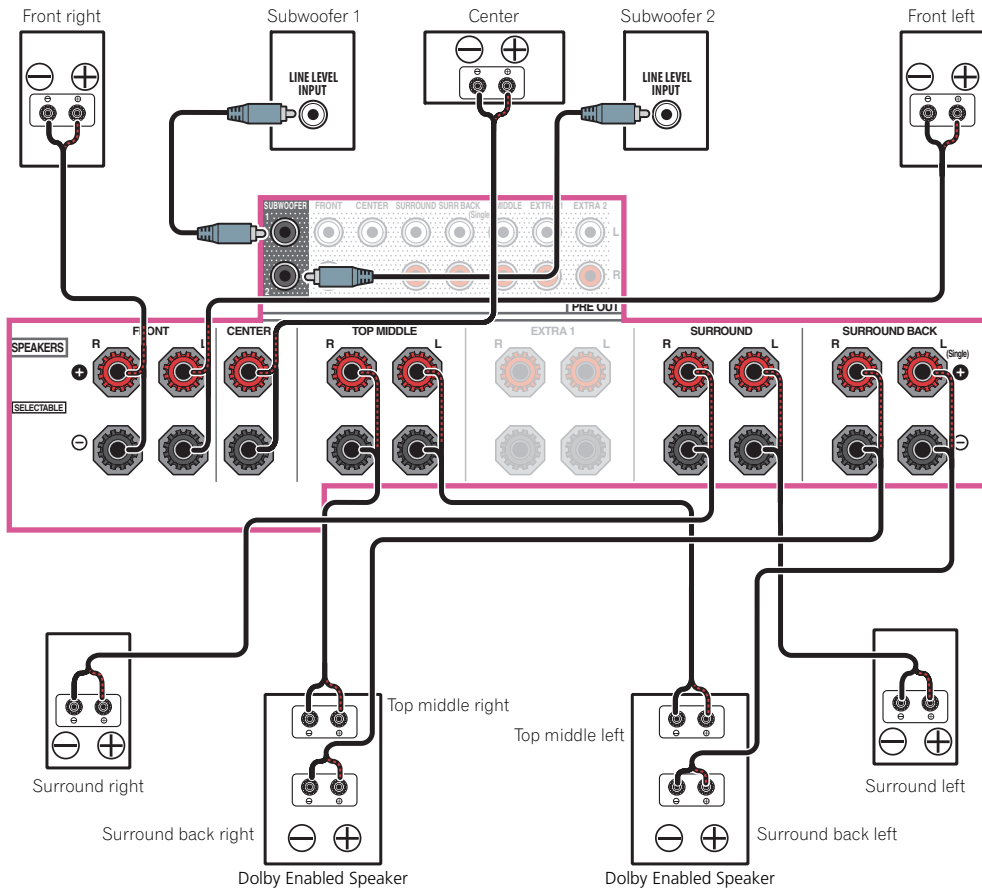 Front right
Subwoofer 1
Center
Subwoofer 2
Front left
LINE LEVEL
INPUT
LINE LEVEL
INPUT
SUBWOOFER FRONT CENTER SURROUND SURR BACK EXTRA 2
1
(Single)
L
2
R
PRE OUT
SPEAKERS
CENTER
TOP MIDDLE
EXTRA 1
SURROUND
SURROUND BACK
R
R L R L R L R L
(Single)
SELECTABLE
Surround right
Top middle right
Top middle left
Surround left
Surround back right
Surround back left
Dolby Enabled Speaker
Dolby Enabled Speaker